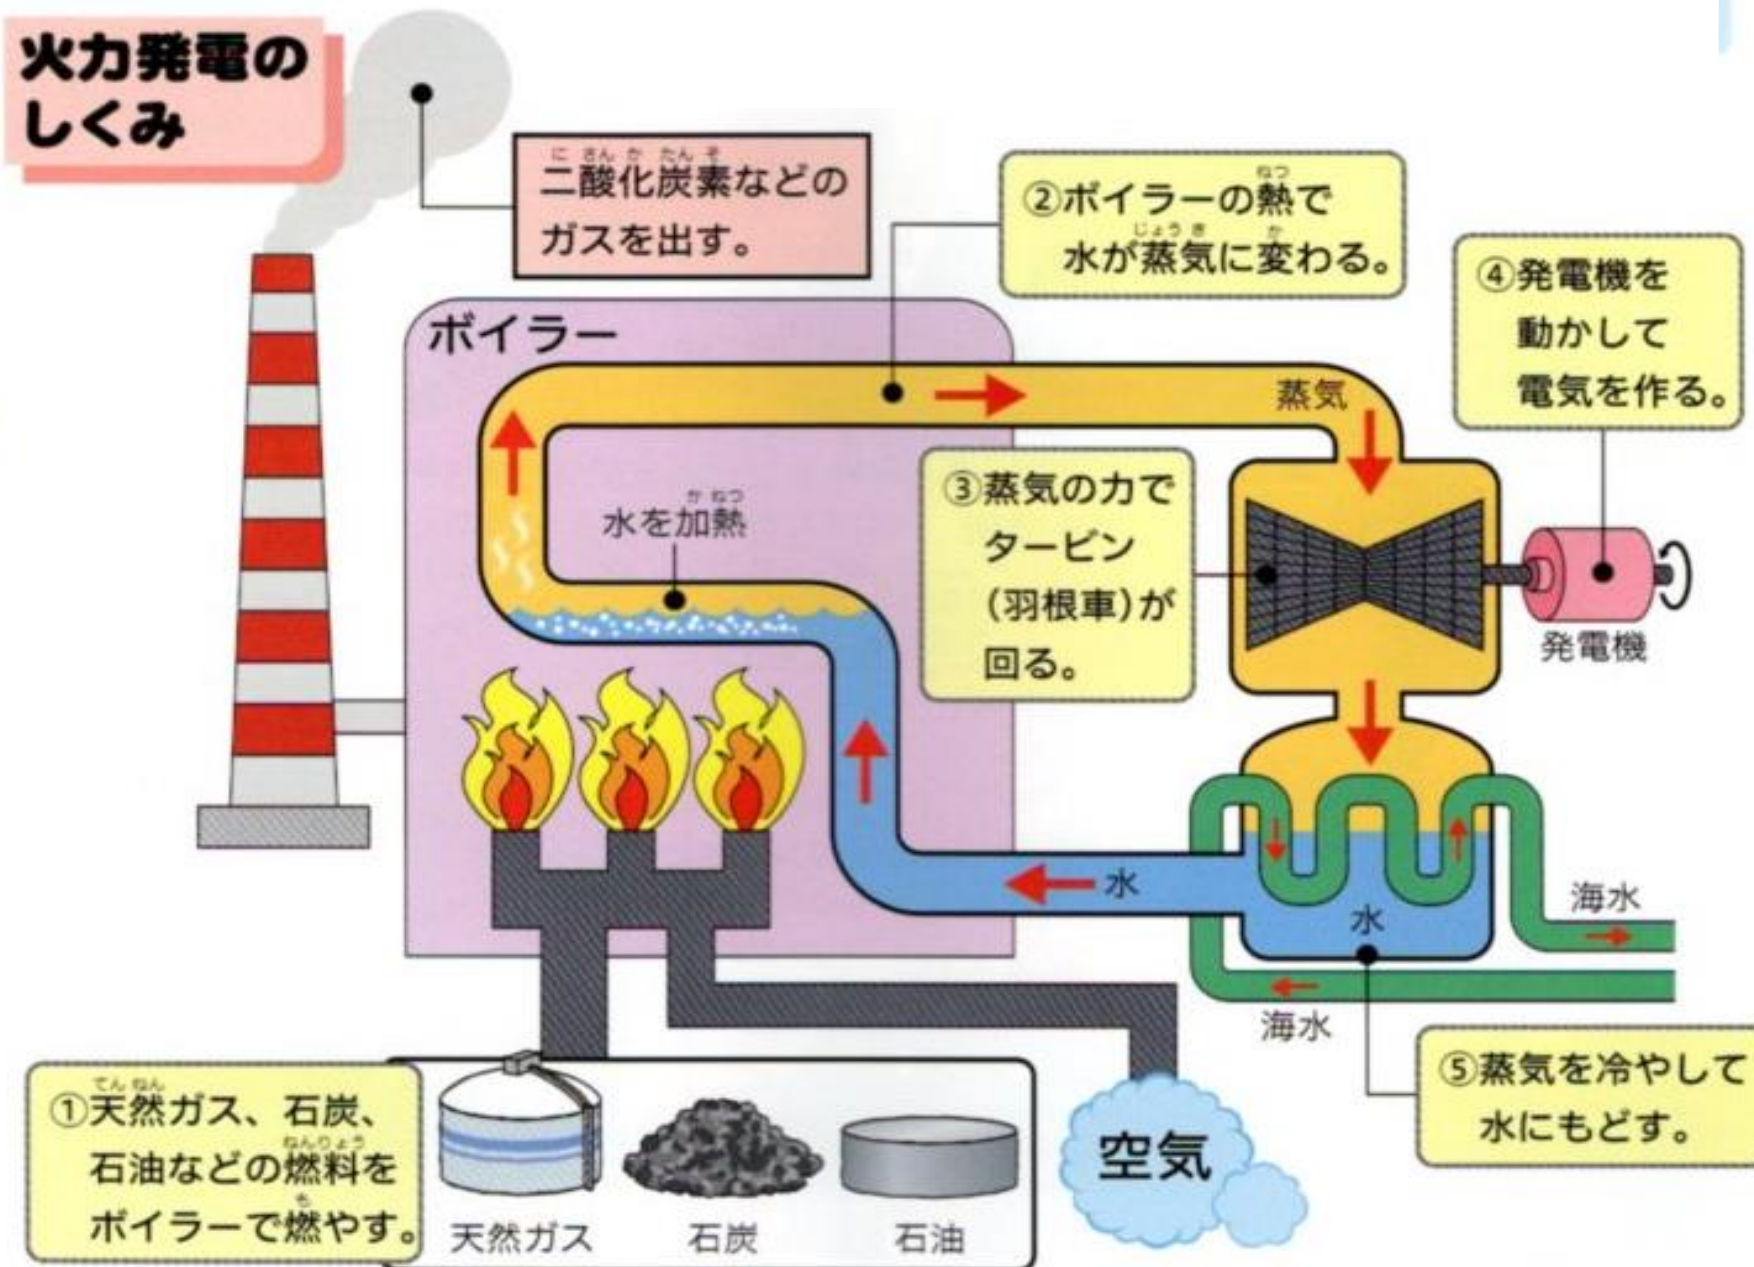 火力発電の
しくみ
二酸化炭素などの
ガスを出す。
②ボイラーの熱で
水が蒸気に変わる。
④発電機を
動かして
電気を作る。
ボイラー
蒸気
③蒸気の力で
タービン
(羽根車)が
回る。
水を加熱
発電機
水
水
海水
海水
⑤蒸気を冷やして
水にもどす。
①天然ガス、石炭、
石油などの燃料を
ボイラーで燃やす。
天然ガス
石炭
石油
空気